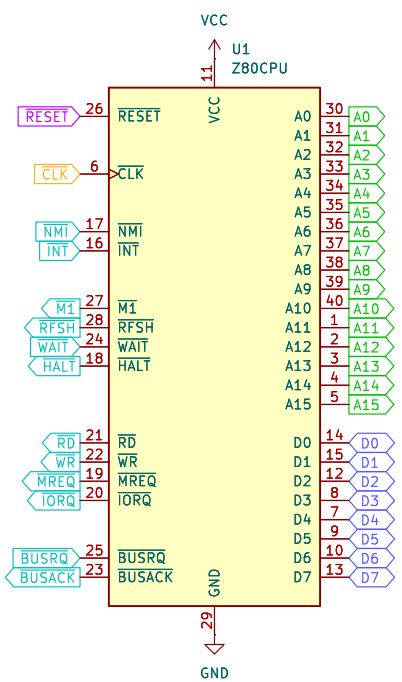 VCC
U1
Z80CPU
11
VCC
RESET 26 RESET A0 30 A0
A1 31 A1
A2 32 A2
CLK 6 CLK A3 33 A3
A4 34 A4
A5 35 A5
NMI 17 NMI A6 36 A6
INT 16 INT A7 37 A7
A8 38 A8
A9 39 A9
M1 27 M1 A10 40 A10
RFSH 28 RFSH A11 1 A11
WAIT 24 WAIT A12 2 A12
HALT 18 HALT A13 3 A13
A14 4 A14
A15 5 A15
RD 21 RD D0 14 D0
WR 22 WR D1 15 D1
MREQ 19 MREQ D2 12 D2
IORQ 20 IORQ D3 8 D3
D4 7 D4
D5 9 D5
BUSRQ 25 BUSRQ D6 10 D6
BUSACK 23 BUSACK D7 13 D7
GND
29
GND